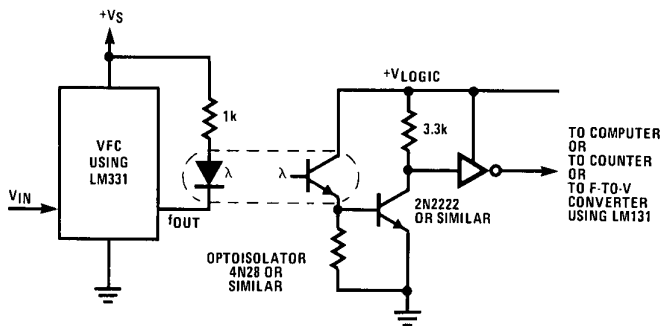 +VS
1k
VFC
USING
LM331
VIN
fOUT
λ
λ
OPTOISOLATOR
4N28 OR
SIMILAR
+VLOGIC
3.3k
2N2222
OR SIMILAR
TO COMPUTER
OR
TO COUNTER
OR
TO F-TO-V
CONVERTER
USING LM131